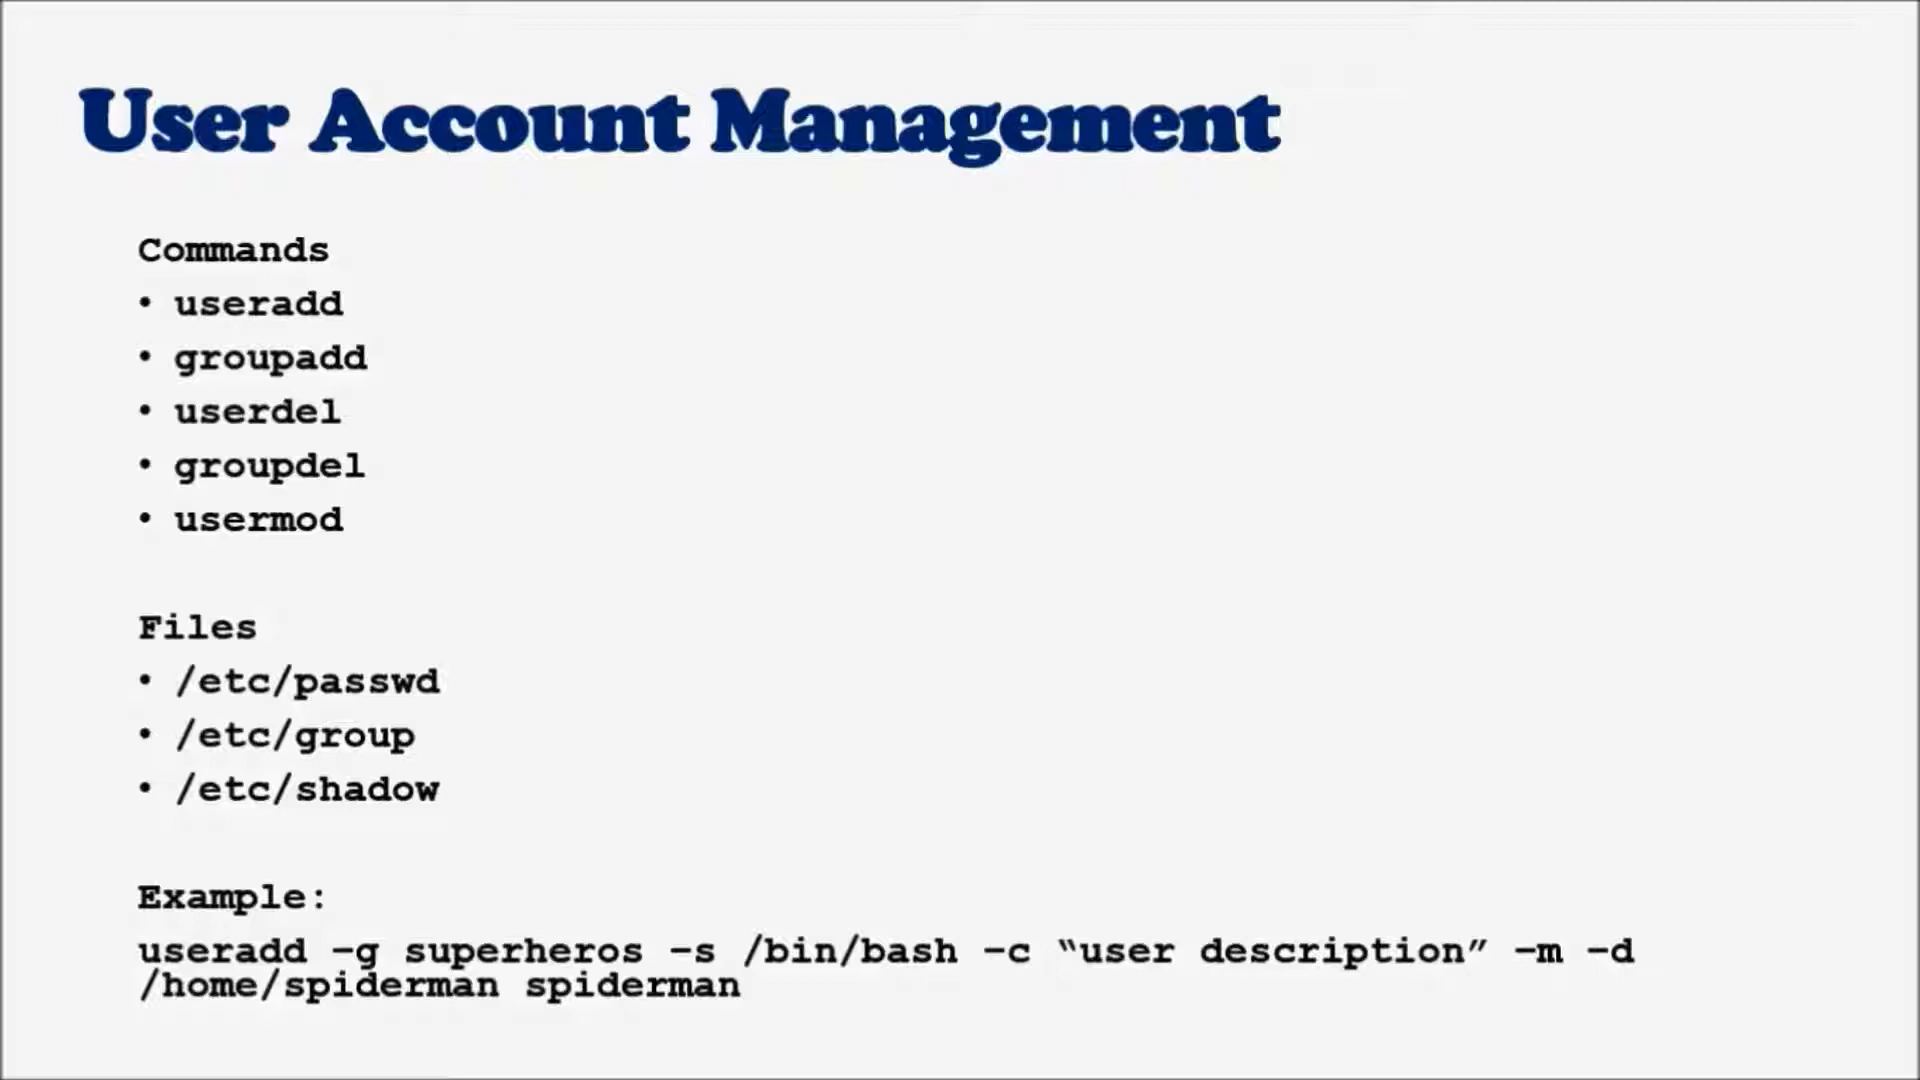 User Account Management
Commands
• useradd
• groupadd
• userdel
• groupdel
• usermod
Files
• /etc/passwd
• /etc/group
• /etc/shadow
Example:
useradd –g superheros –s /bin/bash –c “user description” –m –d
/home/spiderman spiderman